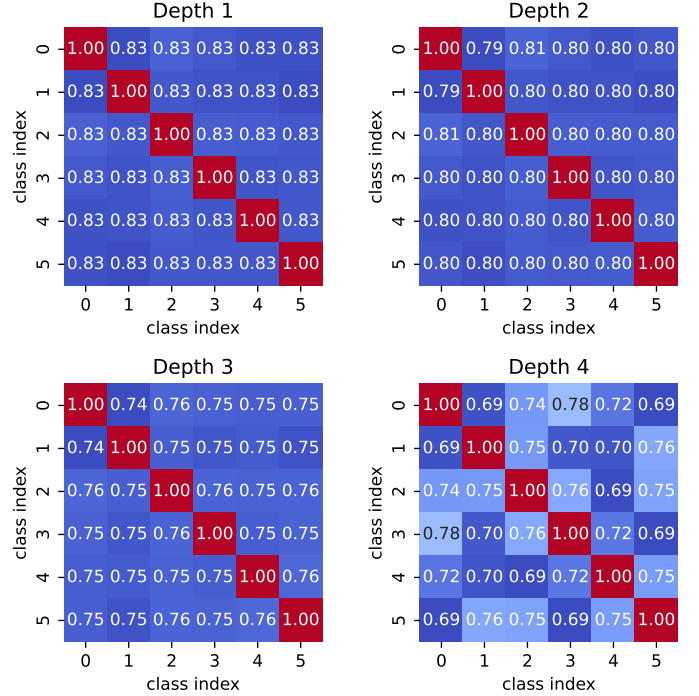 Depth 1
0 1.00 0.83 0.83 0.83 0.83 0.83
1 0.83 1.00 0.83 0.83 0.83 0.83
2 0.83 0.83 1.00 0.83 0.83 0.83
3 0.83 0.83 0.83 1.00 0.83 0.83
4 0.83 0.83 0.83 0.83 1.00 0.83
5 0.83 0.83 0.83 0.83 0.83 1.00
0 1 2 3 4 5
class index
class index
Depth 2
0 1.00 0.79 0.81 0.80 0.80 0.80
1 0.79 1.00 0.80 0.80 0.80 0.80
2 0.81 0.80 1.00 0.80 0.80 0.80
3 0.80 0.80 0.80 1.00 0.80 0.80
4 0.80 0.80 0.80 0.80 1.00 0.80
5 0.80 0.80 0.80 0.80 0.80 1.00
0 1 2 3 4 5
class index
class index
Depth 3
0 1.00 0.74 0.76 0.75 0.75 0.75
1 0.74 1.00 0.75 0.75 0.75 0.75
2 0.76 0.75 1.00 0.76 0.75 0.76
3 0.75 0.75 0.76 1.00 0.75 0.75
4 0.75 0.75 0.75 0.75 1.00 0.76
5 0.75 0.75 0.76 0.75 0.76 1.00
0 1 2 3 4 5
class index
class index
Depth 4
0 1.00 0.69 0.74 0.78 0.72 0.69
1 0.69 1.00 0.75 0.70 0.70 0.76
2 0.74 0.75 1.00 0.76 0.69 0.75
3 0.78 0.70 0.76 1.00 0.72 0.69
4 0.72 0.70 0.69 0.72 1.00 0.75
5 0.69 0.76 0.75 0.69 0.75 1.00
0 1 2 3 4 5
class index
class index